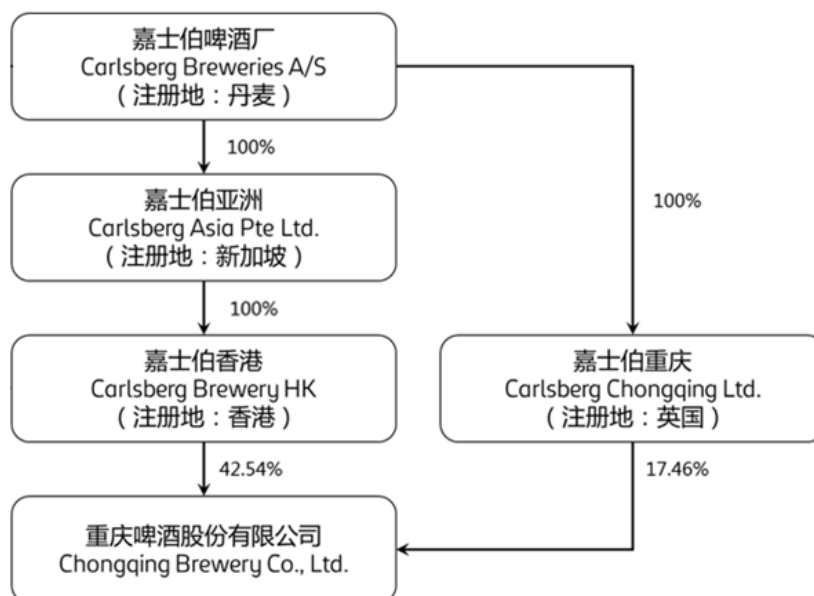 嘉士伯啤酒厂
Carlsberg Breweries A/S
（注册地：丹麦）
100%
嘉士伯亚洲
Carlsberg Asia Pte Ltd.
（注册地：新加坡）
100%
100%
嘉士伯香港
Carlsberg Brewery HK
（注册地：香港）
嘉士伯重庆
Carlsberg Chongqing Ltd.
（注册地：英国）
42.54%
17.46%
重庆啤酒股份有限公司
Chongqing Brewery Co., Ltd.